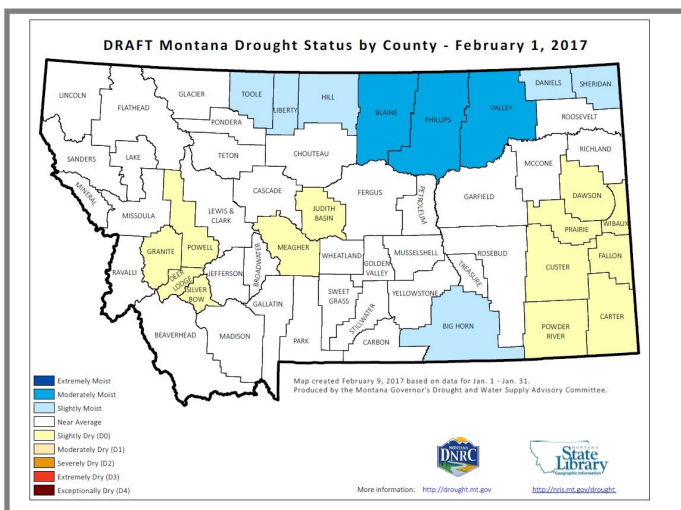 DRAFT Montana Drought Status by County - February 1, 2017
LINCOLN
FLATHEAD
GLACIER
TOOLE
LIBERTY
HILL
BLAINE
PHILLIPS
VALLEY
DANIELS
SHERIDAN
ROOSEVELT
PONDERA
TETON
CHOUTEAU
RICHLAND
MCCONE
SANDERS
LAKE
MINERAL
MISSOULA
LEWIS &
CLARK
CASCADE
JUDITH
BASIN
FERGUS
PETROLEUM
GARFIELD
DAWSON
WIBAUX
PRAIRIE
GRANITE
POWELL
MEAGHER
WHEATLAND
GOLDEN
VALLEY
MUSSELSHELL
ROSEBUD
TREASURE
CUSTER
FALLON
RAVALLI
DEER
LODGE
SILVER
BOW
JEFFERSON
BROADWATER
GALLATIN
SWEET
GRASS
STILLWATER
YELLOWSTONE
BIG HORN
POWDER
RIVER
CARTER
BEAVERHEAD
MADISON
PARK
CARBON
Extremely Moist
Moderately Moist
Slightly Moist
Near Average
Slightly Dry (D0)
Moderately Dry (D1)
Severely Dry (D2)
Extremely Dry (D3)
Exceptionally Dry (D4)
Map created February 9, 2017 based on data for Jan. 1 - Jan. 31.
Produced by the Montana Governor's Drought and Water Supply Advisory Committee.
MONTANA
DNRC
MONTANA
State
Library
Geographic Information
More information: http://drought.mt.gov
http://nris.mt.gov/drought